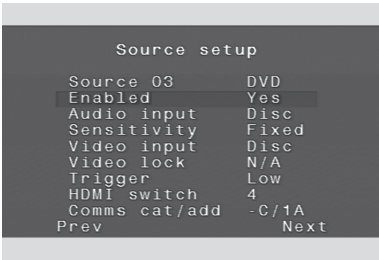 Source setup
Source 03 DVD
Enabled Yes
Audio input Disc
Sensitivity Fixed
Video input Disc
Video lock N/A
Trigger Low
HDMI switch 4
Comms cat/add -C/1A
Prev Next